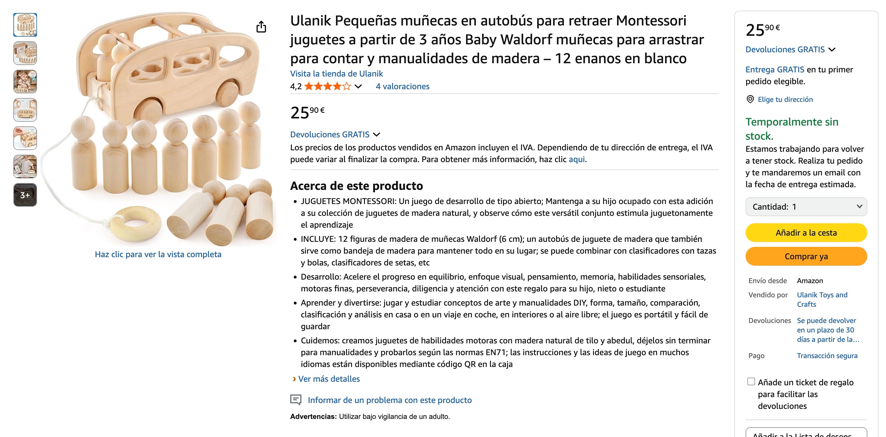 Ulanik Pequeñas muñecas en autobús para retraer Montessori
juguetes a partir de 3 años Baby Waldorf muñecas para arrastrar
para contar y manualidades de madera – 12 enanos en blanco
Visita la tienda de Ulanik
4,2 4 valoraciones
25,90 €
Devoluciones GRATIS
Los precios de los productos vendidos en Amazon incluyen el IVA. Dependiendo de tu dirección de entrega, el IVA
puede variar al finalizar la compra. Para obtener más información, haz clic aqui.
Acerca de este producto
• JUGUETES MONTESSORI: Un juego de desarrollo de tipo abierto; Mantenga a su hijo ocupado con esta adición
a su colección de juguetes de madera natural, y observe cómo este versátil conjunto estimula juguetonamente
el aprendizaje
• INCLUYE: 12 figuras de madera de muñecas Waldorf (6 cm); un autobús de juguete de madera que también
sirve como bandeja de madera para mantener todo en su lugar; se puede combinar con clasificadores con tazas
y bolas, clasificadores de setas, etc
• Desarrollo: Acelere el progreso en equilibrio, enfoque visual, pensamiento, memoria, habilidades sensoriales,
motoras finas, perseverancia, diligencia y atención con este regalo para su hijo, nieto o estudiante
• Aprender y divertirse: jugar y estudiar conceptos de arte y manualidades DIY, forma, tamaño, comparación,
clasificación y análisis en casa o en un viaje en coche, en interiores o al aire libre; el juego es portátil y fácil de
guardar
• Cuidemos: creamos juguetes de habilidades motoras con madera natural de tilo y abedul, déjelos sin terminar
para manualidades y probarlos según las normas EN71; las instrucciones y las ideas de juego en muchos
idiomas están disponibles mediante código QR en la caja
› Ver más detalles
Informar de un problema con este producto
Advertencias: Utilizar bajo vigilancia de un adulto.
3+
Haz clic para ver la vista completa
25,90 €
Devoluciones GRATIS
Entrega GRATIS en tu primer
pedido elegible.
Elige tu dirección
Temporalmente sin
stock.
Estamos trabajando para volver
a tener stock. Realiza tu pedido
y te mandaremos un email con
la fecha de entrega estimada.
Cantidad: 1
Añadir a la cesta
Comprar ya
Envío desde Amazon
Vendido por Ulanik Toys and
Crafts
Devoluciones Se puede devolver
en un plazo de 30
días a partir de la...
Pago Transacción segura
Añade un ticket de regalo
para facilitar las
devoluciones
Añadir a la Lista de deseos